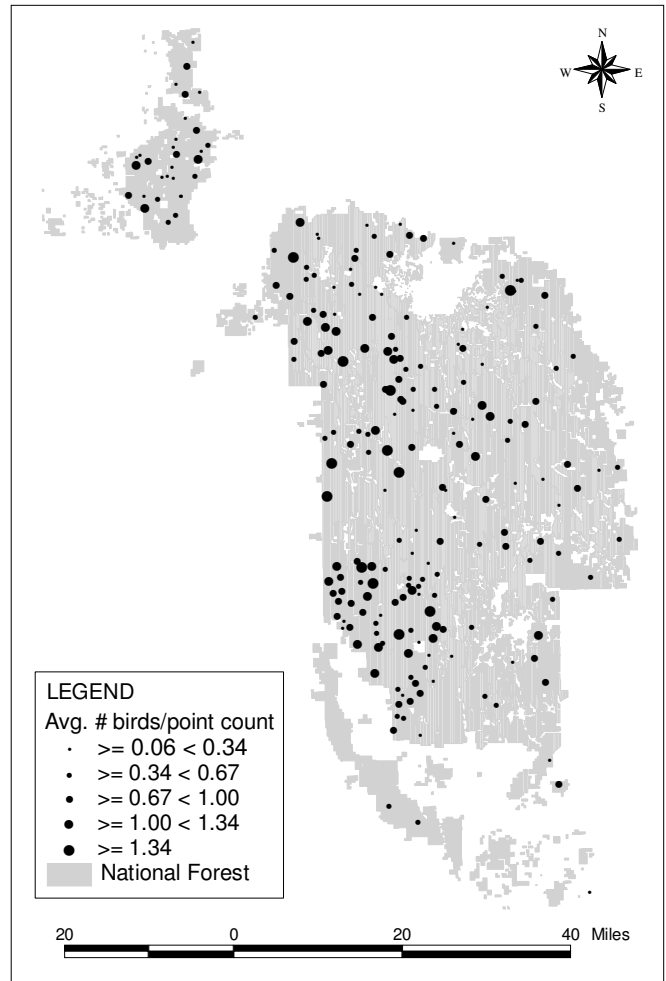 N
W E
S
LEGEND
Avg. # birds/point count
>= 0.06 < 0.34
>= 0.34 < 0.67
>= 0.67 < 1.00
>= 1.00 < 1.34
>= 1.34
National Forest
20 0 20 40 Miles